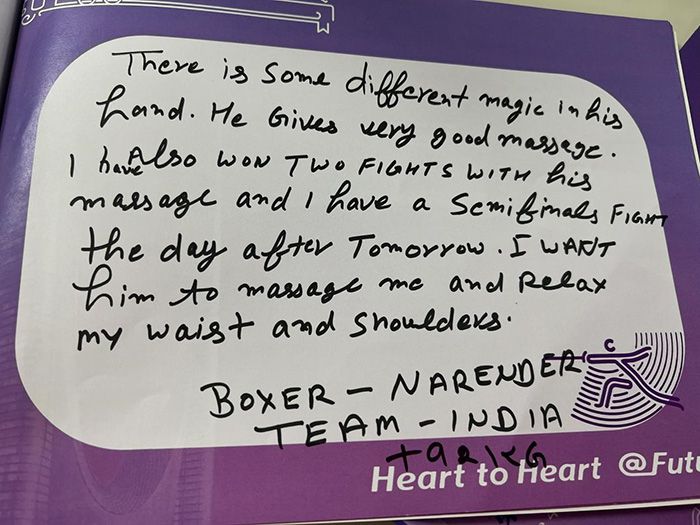 There is some different magic in his
hand. He Gives very good massage.
I have Also WON TWO FIGHTS WITH his
massage and I have a Semifinals FIGHT
the day after Tomorrow. I WANT
him to massage me and Relax
my waist and shoulders.
BOXER - NARENDER
TEAM - INDIA
Heart to Heart @Futu